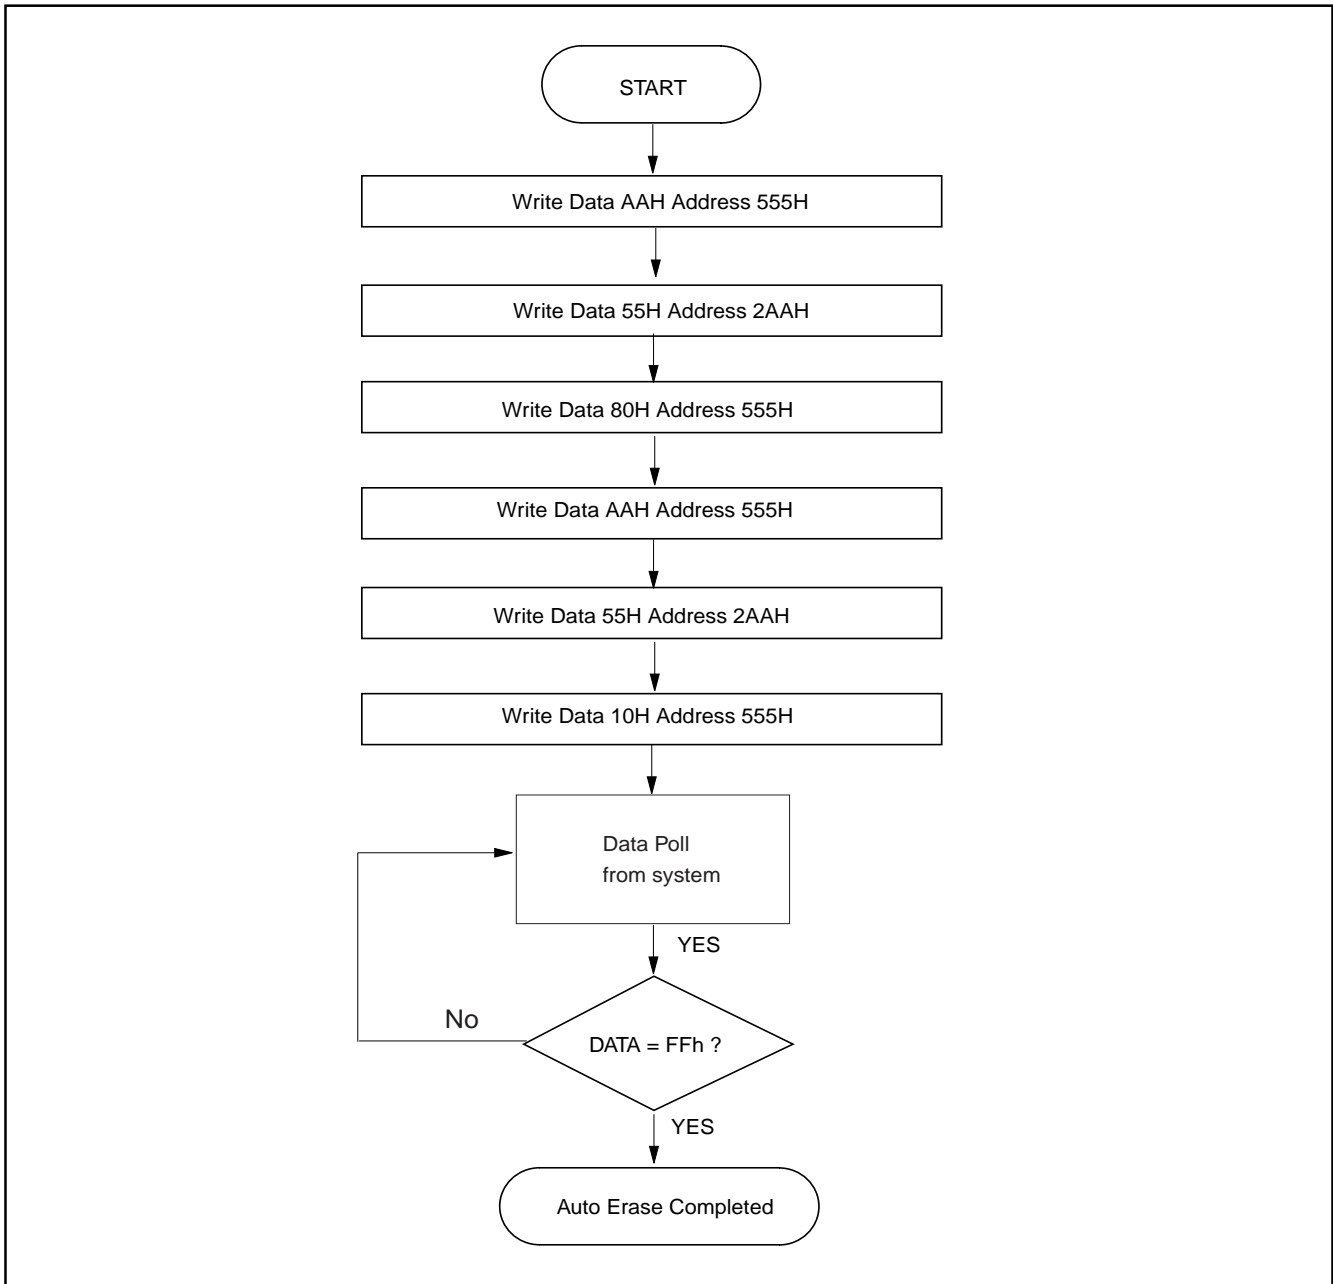 START
Write Data AAH Address 555H
Write Data 55H Address 2AAH
Write Data 80H Address 555H
Write Data AAH Address 555H
Write Data 55H Address 2AAH
Write Data 10H Address 555H
Data Poll
from system
YES
No
DATA = FFh ?
YES
Auto Erase Completed